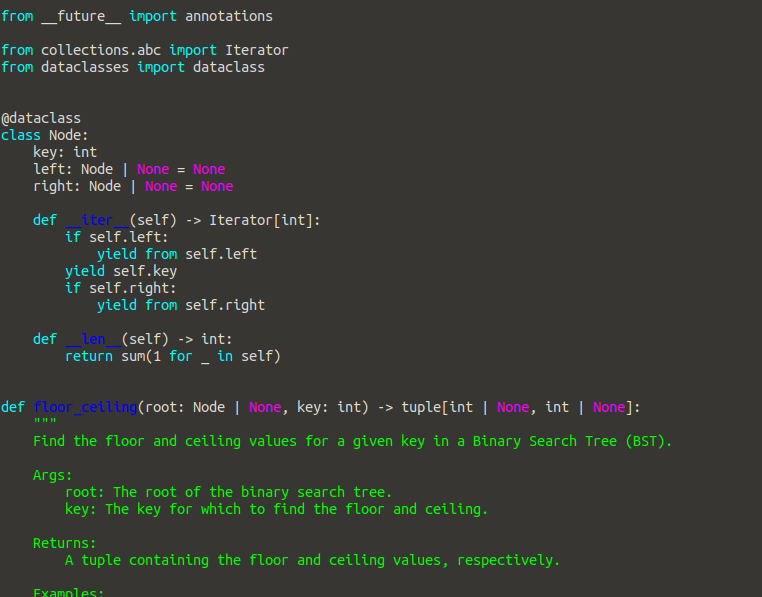 from __future__ import annotations

from collections.abc import Iterator
from dataclasses import dataclass


@dataclass
class Node:
    key: int
    left: Node | None = None
    right: Node | None = None

    def __iter__(self) -> Iterator[int]:
        if self.left:
            yield from self.left
        yield self.key
        if self.right:
            yield from self.right

    def __len__(self) -> int:
        return sum(1 for _ in self)


def floor_ceiling(root: Node | None, key: int) -> tuple[int | None, int | None]:
    """
    Find the floor and ceiling values for a given key in a Binary Search Tree (BST).

    Args:
        root: The root of the binary search tree.
        key: The key for which to find the floor and ceiling.

    Returns:
        A tuple containing the floor and ceiling values, respectively.

    Examples: